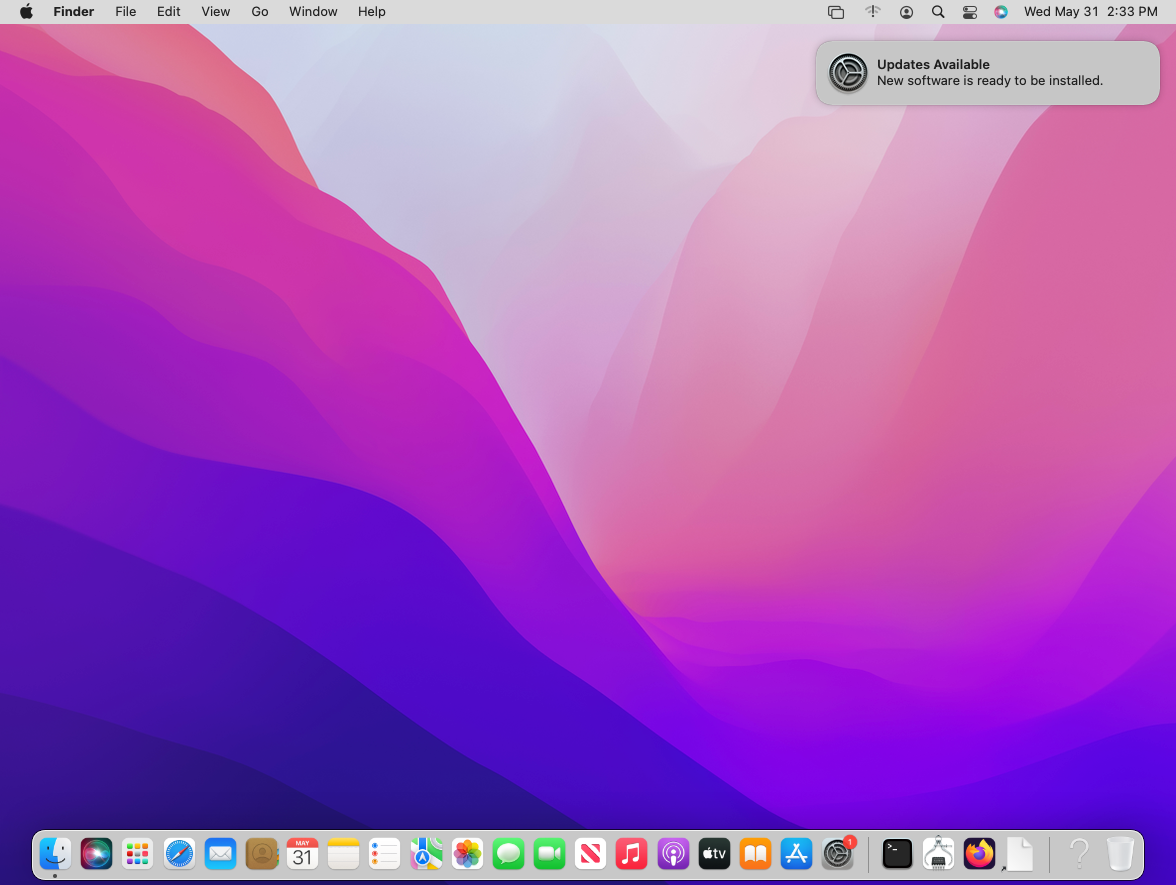 Finder File Edit View Go Window Help Wed May 31 2:33 PM
Updates Available
New software is ready to be installed.
MAY
31
tv
1
>_
?